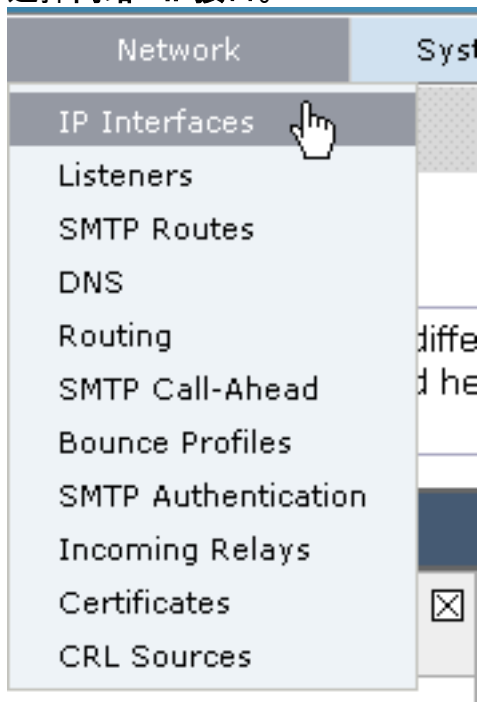 Network
Syst
IP Interfaces
Listeners
SMTP Routes
DNS
Routing
diffe
SMTP Call-Ahead
d he
Bounce Profiles
SMTP Authentication
Incoming Relays
Certificates
CRL Sources